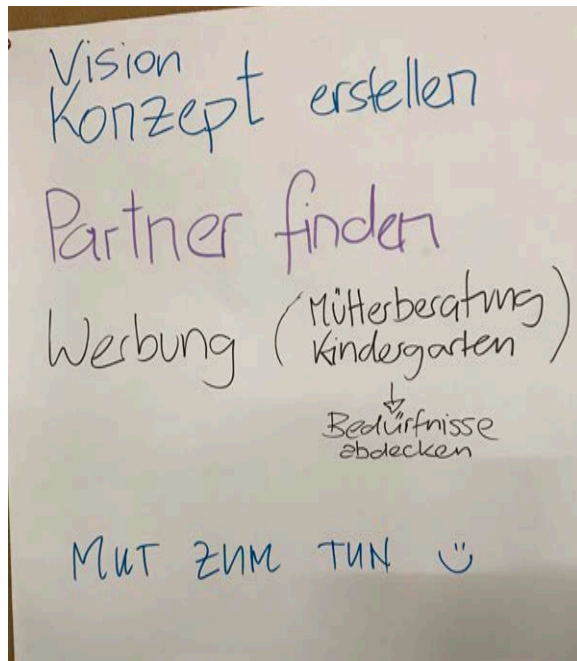 Vision
Konzept erstellen
Partner finden
Werbung (Mütterberatung
Kindergarten)
↓
Bedürfnisse
abdecken
MUT ZUM TUN ☺